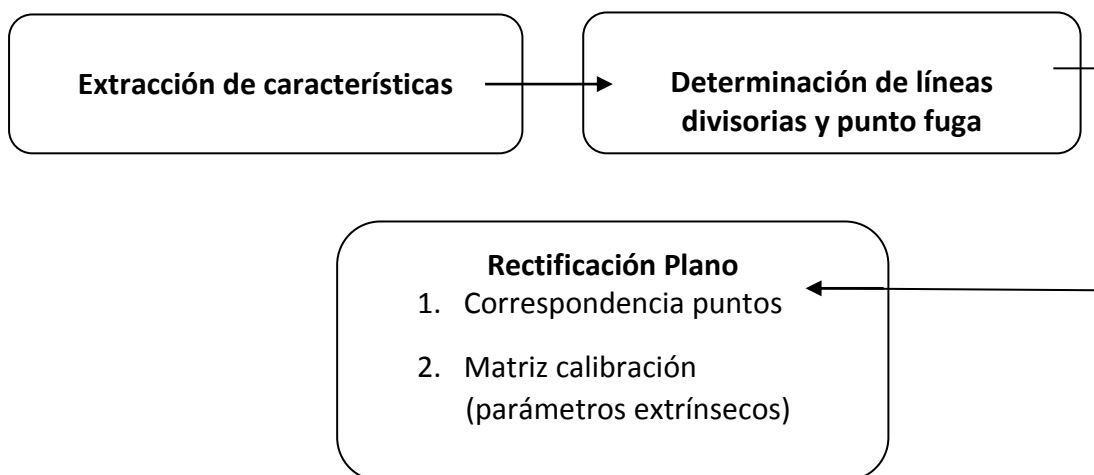 Extracción de características
Determinación de líneas
divisorias y punto fuga
Rectificación Plano
1. Correspondencia puntos
2. Matriz calibración
(parámetros extrínsecos)